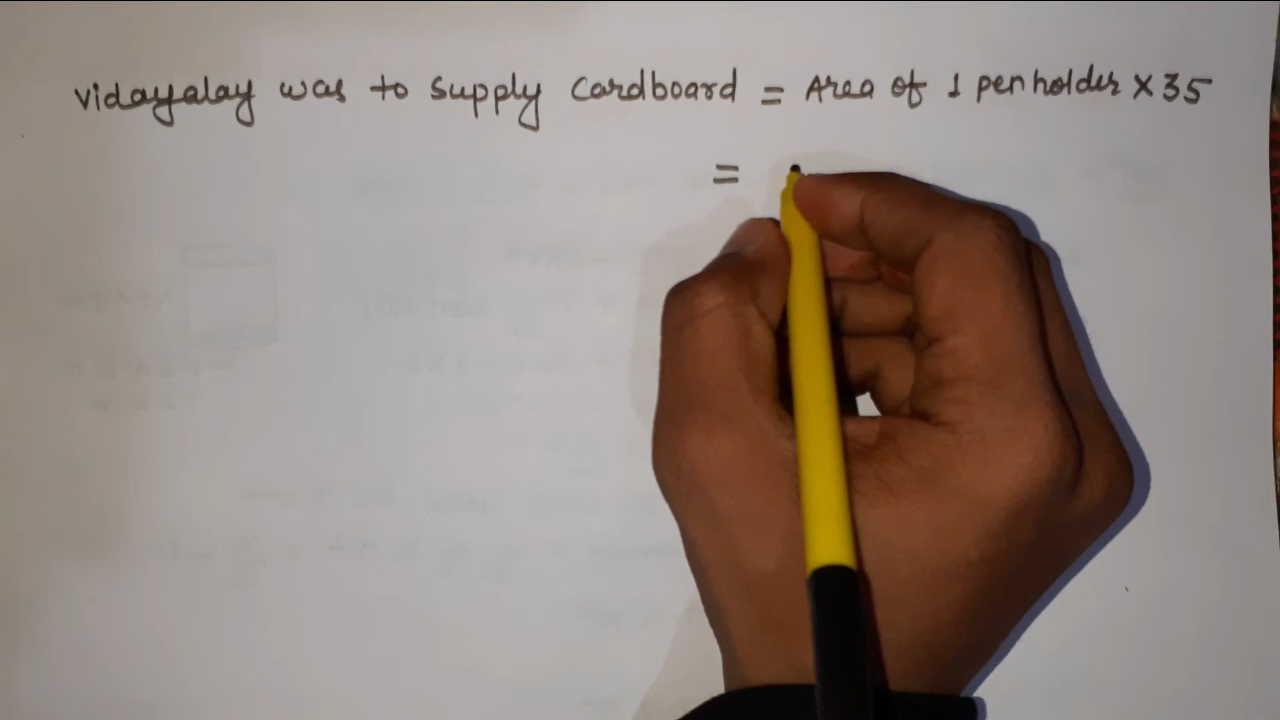 Vidayalay was to supply cardboard = Area of 1 penholder × 35
=